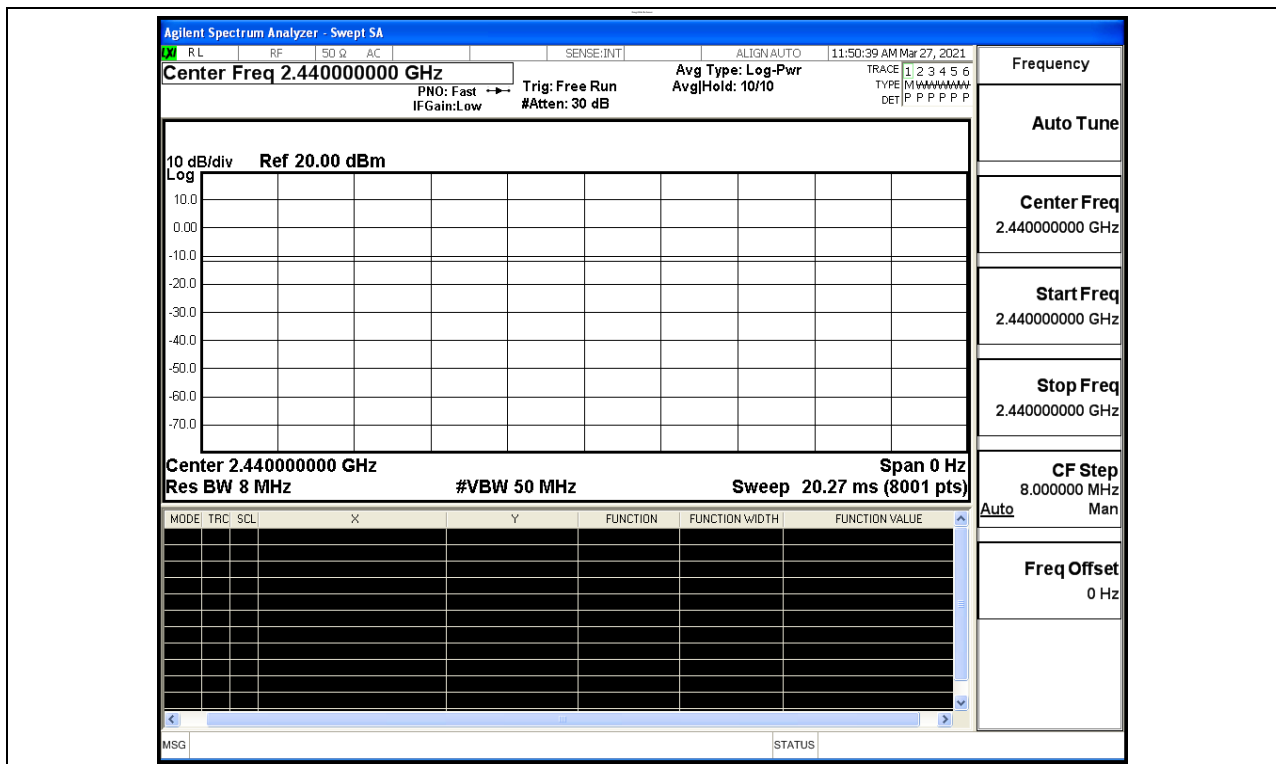 Agilent Spectrum Analyzer - Swept SA
LXI RL RF 50 Ω AC SENSE:INT ALIGN AUTO 11:50:39 AM Mar 27, 2021
Center Freq 2.440000000 GHz
PNO: Fast
IFGain:Low
Trig: Free Run
#Atten: 30 dB
Avg Type: Log-Pwr
Avg|Hold: 10/10
TRACE 1 2 3 4 5 6
TYPE M WWWWW
DET P P P P P P
10 dB/div Ref 20.00 dBm
Log
10.0
0.00
-10.0
-20.0
-30.0
-40.0
-50.0
-60.0
-70.0
Center 2.440000000 GHz Span 0 Hz
Res BW 8 MHz #VBW 50 MHz Sweep 20.27 ms (8001 pts)
MODE TRC SCL X Y FUNCTION FUNCTION WIDTH FUNCTION VALUE
MSG STATUS
Frequency
Auto Tune
Center Freq
2.440000000 GHz
Start Freq
2.440000000 GHz
Stop Freq
2.440000000 GHz
CF Step
8.000000 MHz
Auto Man
Freq Offset
0 Hz